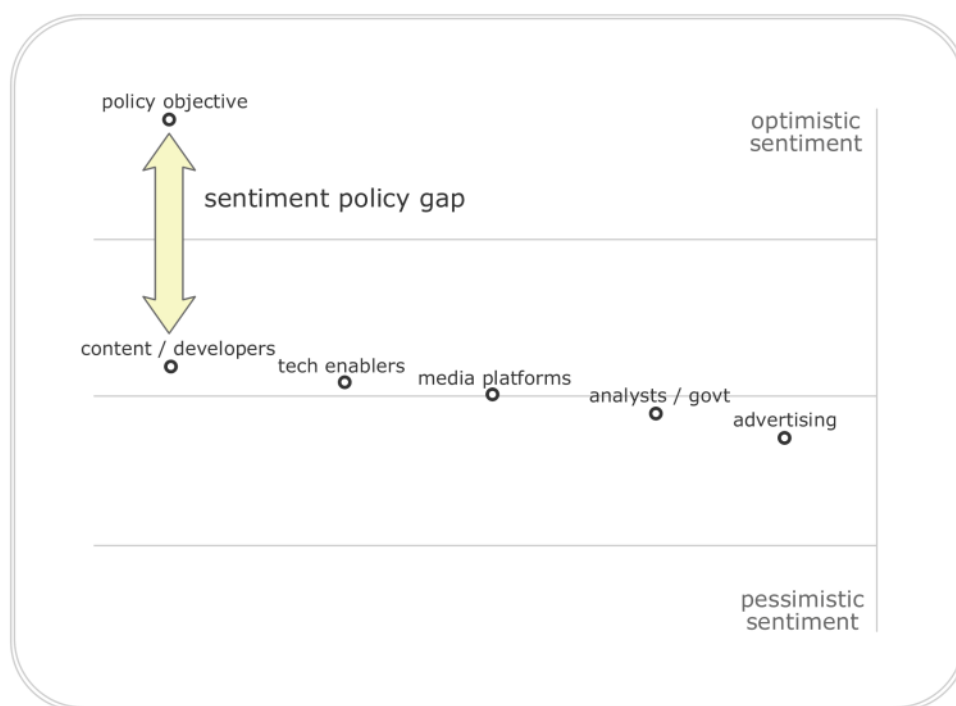 policy objective
optimistic
sentiment
sentiment policy gap
content / developers
tech enablers
media platforms
analysts / govt
advertising
pessimistic
sentiment